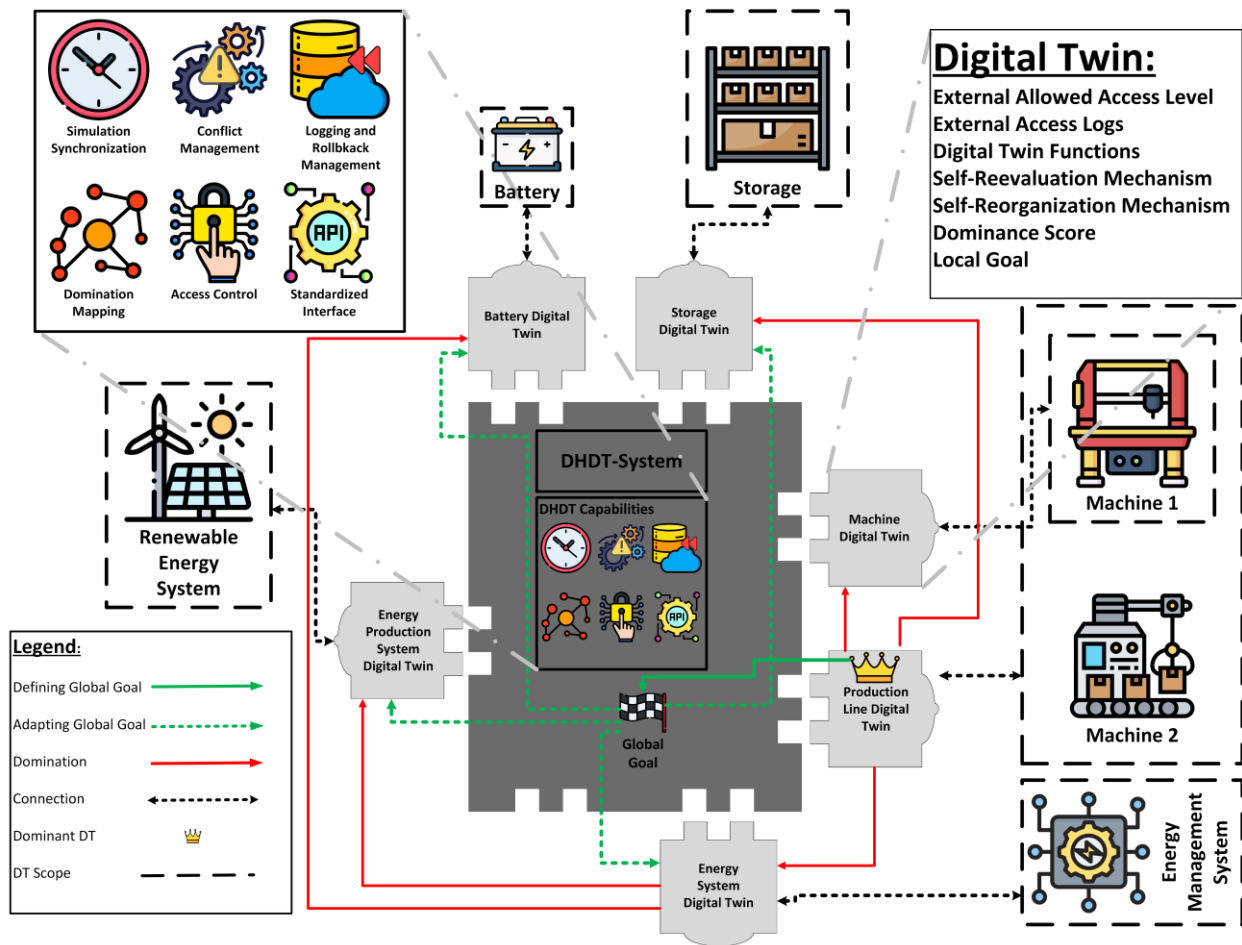 Simulation
Synchronization
Conflict
Management
Logging and
Rollbkack
Management
Domination
Mapping
Access Control
API
Standardized
Interface
Battery
Storage
Digital Twin:
External Allowed Access Level
External Access Logs
Digital Twin Functions
Self-Reevaluation Mechanism
Self-Reorganization Mechanism
Dominance Score
Local Goal
Battery Digital
Twin
Storage
Digital Twin
Renewable
Energy
System
DHDT-System
DHDT Capabilities
API
Machine
Digital Twin
Machine 1
Energy
Production
System
Digital Twin
Production
Line Digital
Twin
Machine 2
Global
Goal
Energy
System
Digital Twin
Energy
Management
System
Legend:
Defining Global Goal
Adapting Global Goal
Domination
Connection
Dominant DT
DT Scope